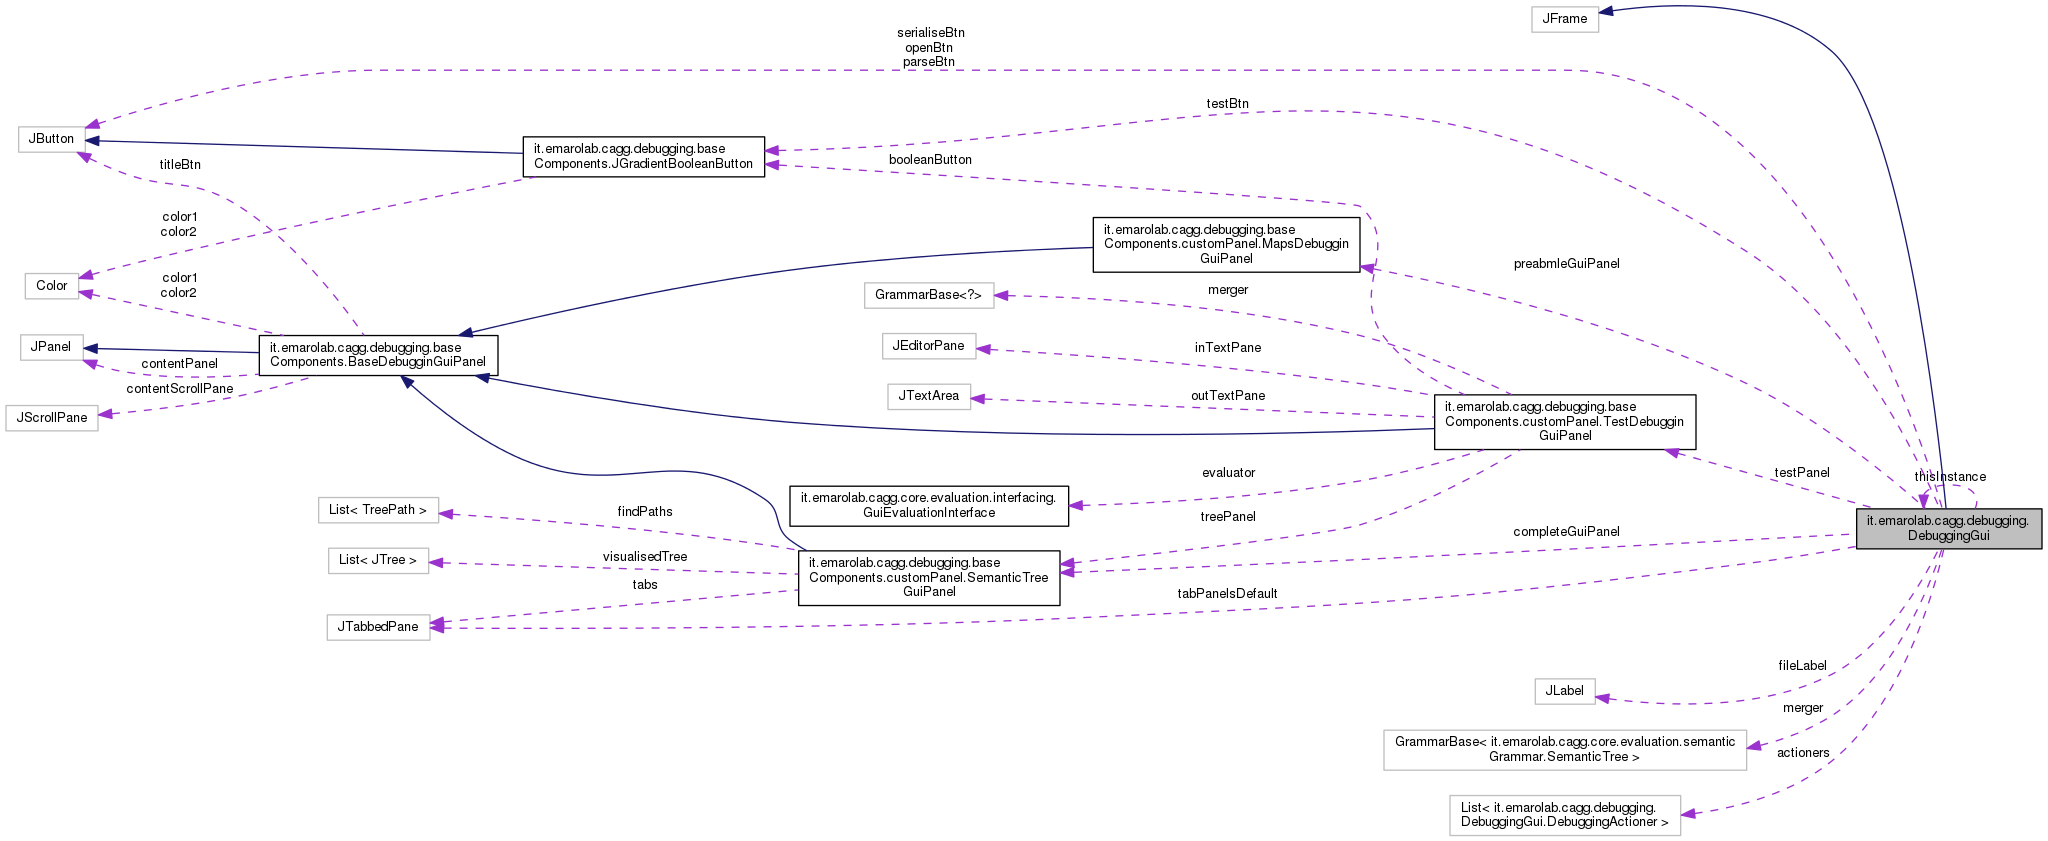 JFrame
serialiseBtn
openBtn
parseBtn
testBtn
JButton
it.emarolab.cagg.debugging.base
Components.JGradientBooleanButton
booleanButton
titleBtn
color1
color2
it.emarolab.cagg.debugging.base
Components.customPanel.MapsDebuggin
GuiPanel
preabmleGuiPanel
Color
color1
color2
GrammarBase<?>
merger
JPanel
it.emarolab.cagg.debugging.base
Components.BaseDebugginGuiPanel
JEditorPane
inTextPane
contentPanel
contentScrollPane
JScrollPane
JTextArea
outTextPane
it.emarolab.cagg.debugging.base
Components.customPanel.TestDebuggin
GuiPanel
testPanel
thisInstance
evaluator
it.emarolab.cagg.core.evaluation.interfacing.
GuiEvaluationInterface
List< TreePath >
findPaths
treePanel
it.emarolab.cagg.debugging.
DebuggingGui
completeGuiPanel
List< JTree >
visualisedTree
it.emarolab.cagg.debugging.base
Components.customPanel.SemanticTree
GuiPanel
tabs
tabPanelsDefault
JTabbedPane
fileLabel
JLabel
merger
GrammarBase< it.emarolab.cagg.core.evaluation.semantic
Grammar.SemanticTree >
actioners
List< it.emarolab.cagg.debugging.
DebuggingGui.DebuggingActioner >